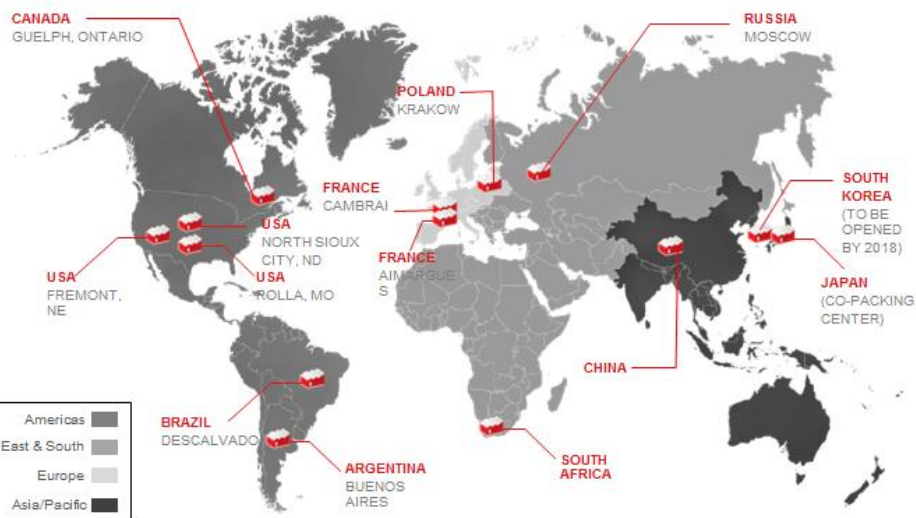 CANADA
GUELPH, ONTARIO
RUSSIA
MOSCOW
POLAND
KRAKOW
FRANCE
CAMBRAI
SOUTH
KOREA
(TO BE
OPENED
BY 2018)
USA
NORTH SIOUX
CITY, ND
USA
FREMONT,
NE
USA
ROLLA, MO
FRANCE
AIMARGUE
S
JAPAN
(CO-PACKING
CENTER)
CHINA
BRAZIL
DESCALVADO
ARGENTINA
BUENOS
AIRES
SOUTH
AFRICA
Americas
East & South
Europe
Asia/Pacific